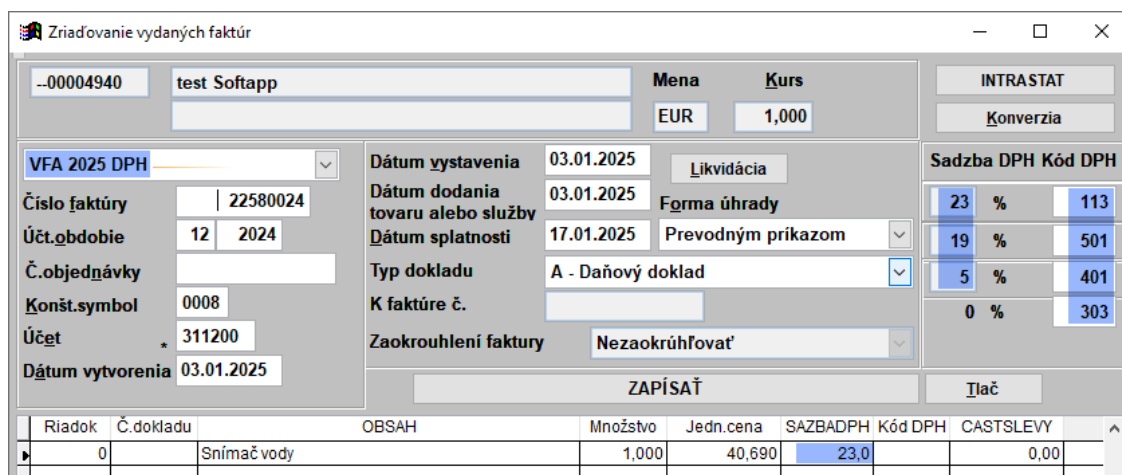 Zriaďovanie vydaných faktúr
--00004940 test Softapp Mena Kurs INTRASTAT
EUR 1,000 Konverzia
VFA 2025 DPH Dátum vystavenia 03.01.2025 Likvidácia Sadzba DPH Kód DPH
Číslo faktúry 22580024 Dátum dodania tovaru alebo služby 03.01.2025 Forma úhrady 23 % 113
Účt.obdobie 12 2024 Dátum splatnosti 17.01.2025 Prevodným príkazom 19 % 501
Č.objednávky Typ dokladu A - Daňový doklad 5 % 401
Konšt.symbol 0008 K faktúre č. 0 % 303
Účet * 311200 Zaokrouhlení faktury Nezaokrúhľovať
Dátum vytvorenia 03.01.2025
ZAPÍSAŤ Tlač
Riadok Č.dokladu OBSAH Množstvo Jedn.cena SAZBADPH Kód DPH CASTSLEVY
0 Snímač vody 1,000 40,690 23,0 0,00